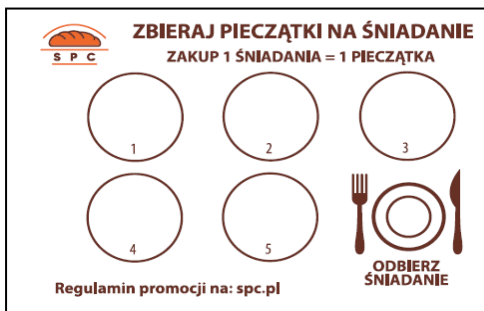 ZBIERAJ PIECZĄTKI NA ŚNIADANIE
S P C
ZAKUP 1 ŚNIADANIA = 1 PIECZĄTKA
1
2
3
4
5
ODBIERZ
ŚNIADANIE
Regulamin promocji na: spc.pl